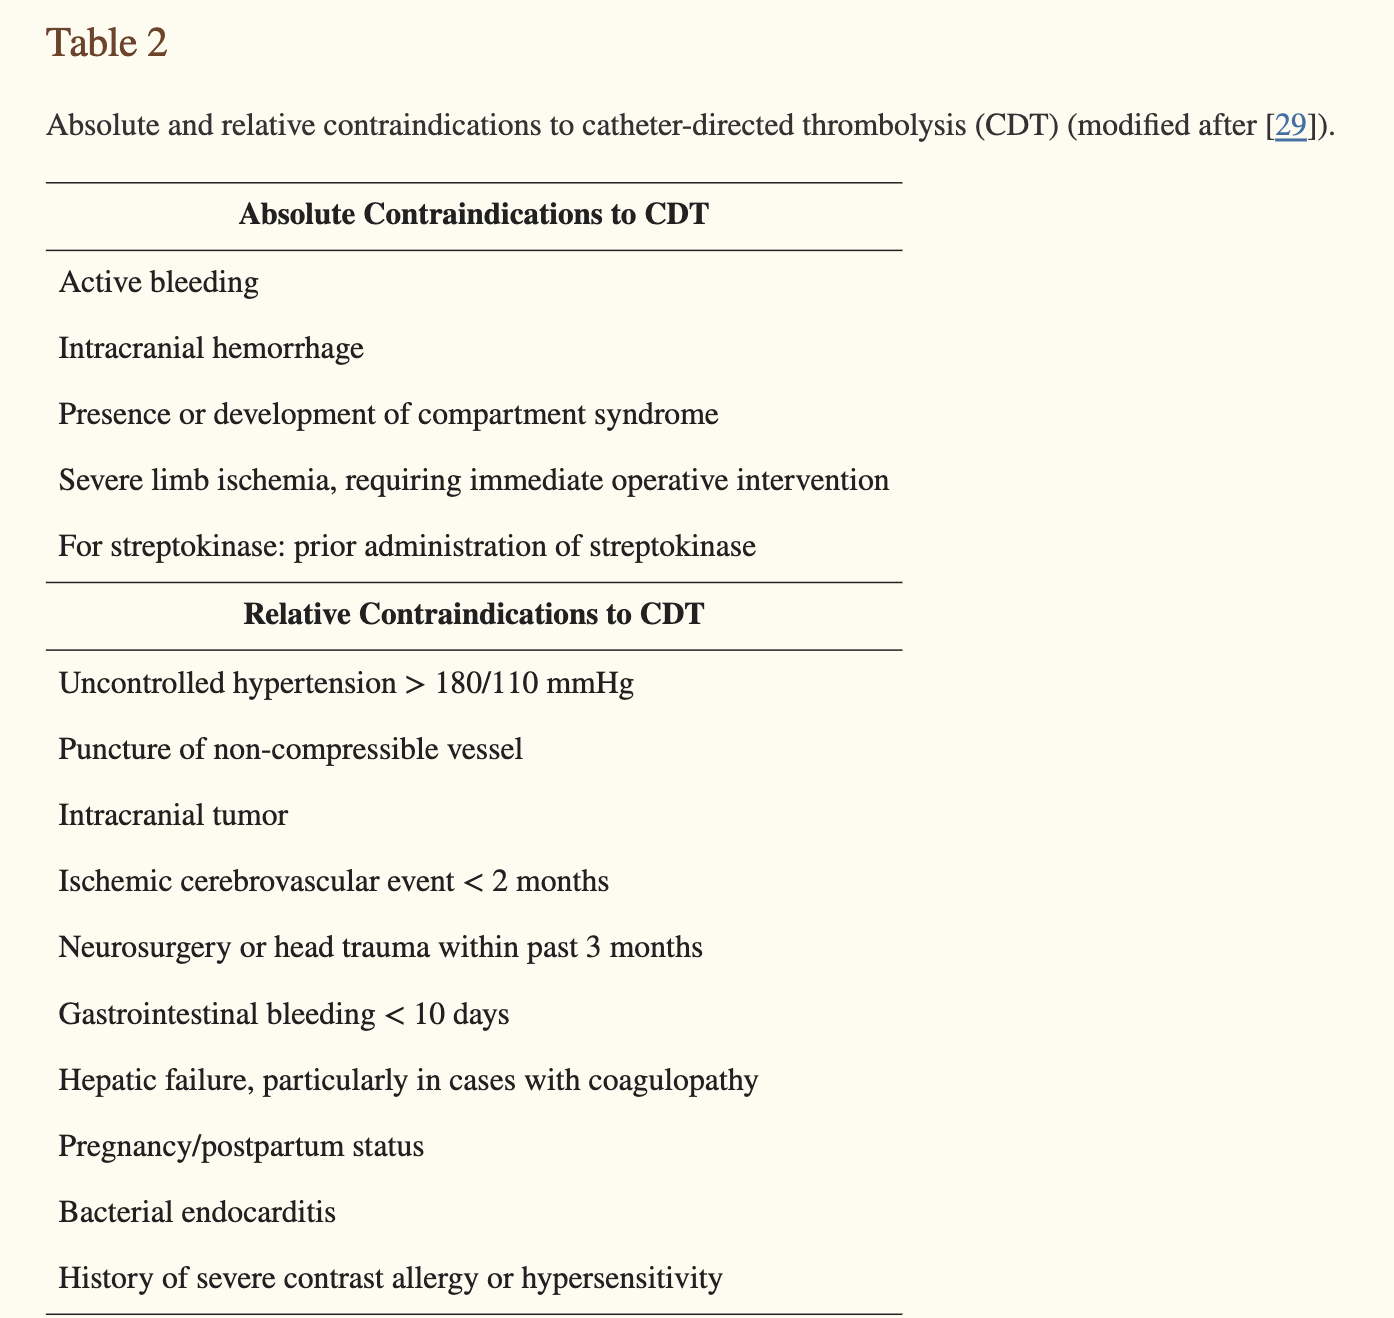 Table 2
Absolute and relative contraindications to catheter-directed thrombolysis (CDT) (modified after [29]).
Absolute Contraindications to CDT
Active bleeding
Intracranial hemorrhage
Presence or development of compartment syndrome
Severe limb ischemia, requiring immediate operative intervention
For streptokinase: prior administration of streptokinase
Relative Contraindications to CDT
Uncontrolled hypertension > 180/110 mmHg
Puncture of non-compressible vessel
Intracranial tumor
Ischemic cerebrovascular event < 2 months
Neurosurgery or head trauma within past 3 months
Gastrointestinal bleeding < 10 days
Hepatic failure, particularly in cases with coagulopathy
Pregnancy/postpartum status
Bacterial endocarditis
History of severe contrast allergy or hypersensitivity